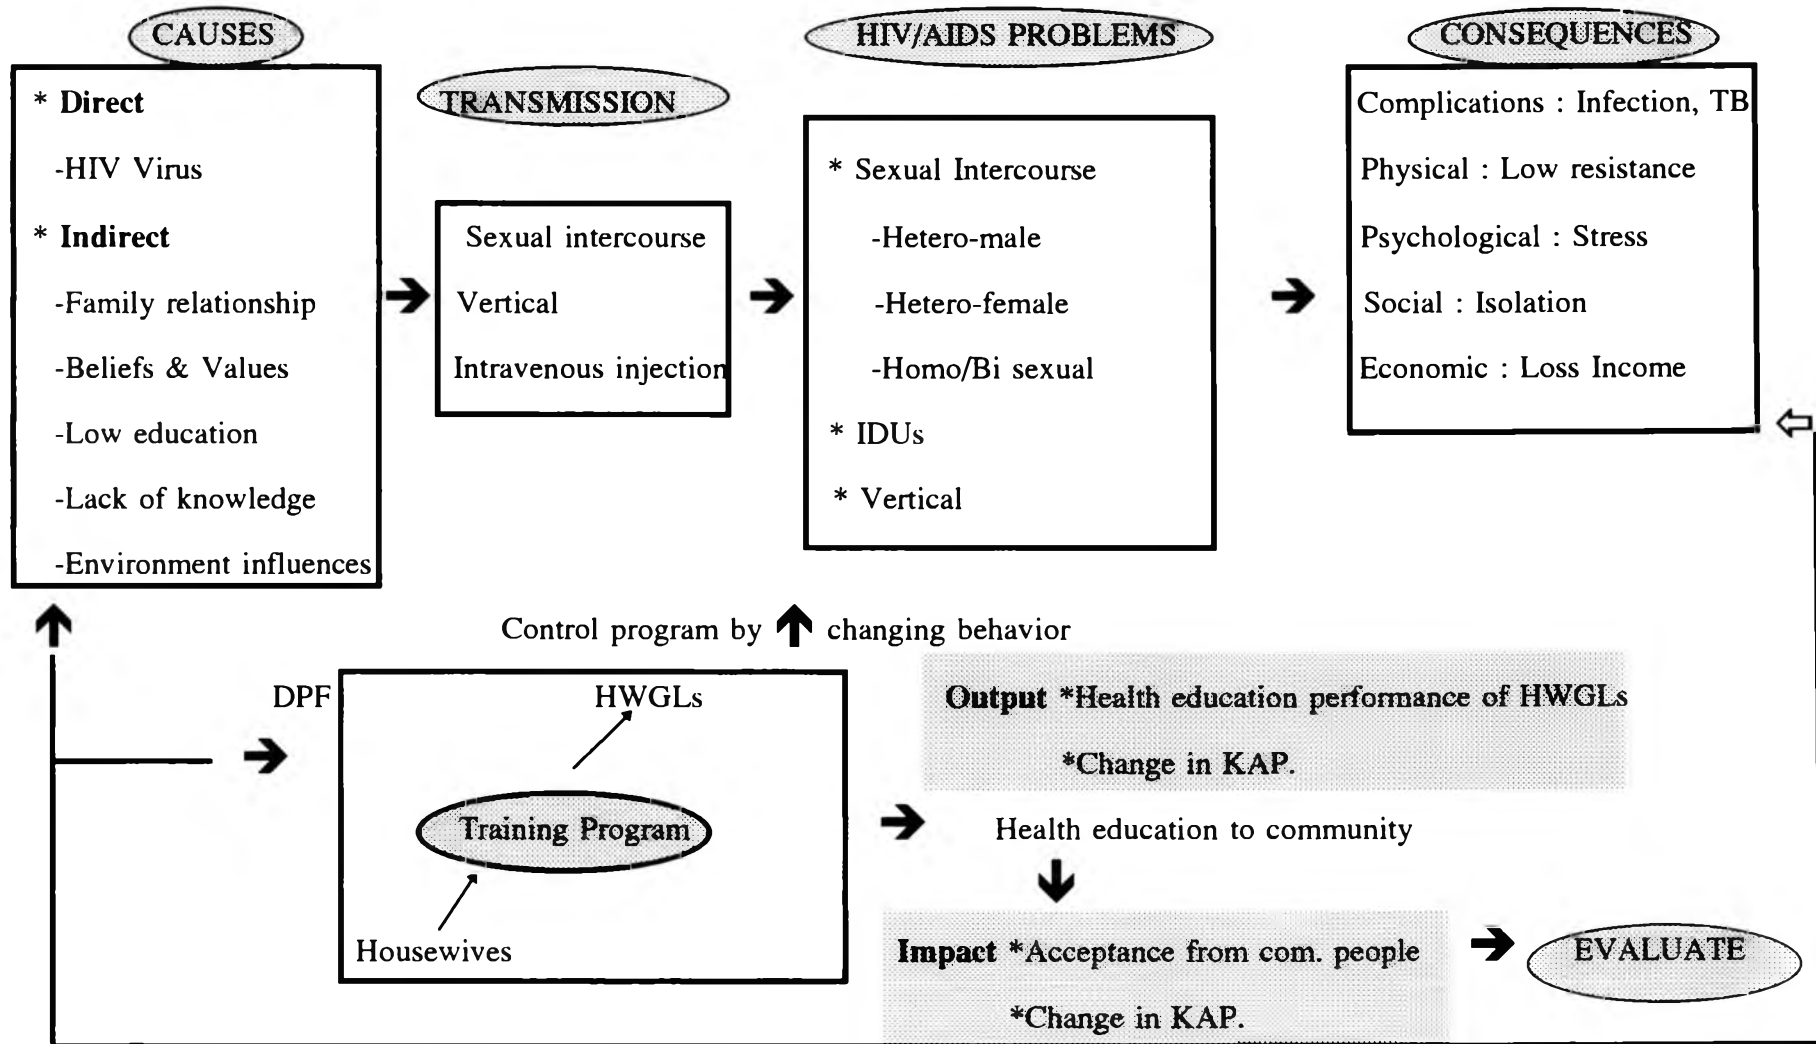 CAUSES
* Direct
-HIV Virus
* Indirect
-Family relationship
-Beliefs & Values
-Low education
-Lack of knowledge
-Environment influences
TRANSMISSION
Sexual intercourse
Vertical
Intravenous injection
HIV/AIDS PROBLEMS
* Sexual Intercourse
-Hetero-male
-Hetero-female
-Homo/Bi sexual
* IDUs
* Vertical
CONSEQUENCES
Complications : Infection, TB
Physical : Low resistance
Psychological : Stress
Social : Isolation
Economic : Loss Income
Control program by changing behavior
DPF
HWGLs
Training Program
Housewives
Output *Health education performance of HWGLs
*Change in KAP.
Health education to community
Impact *Acceptance from com. people
*Change in KAP.
EVALUATE